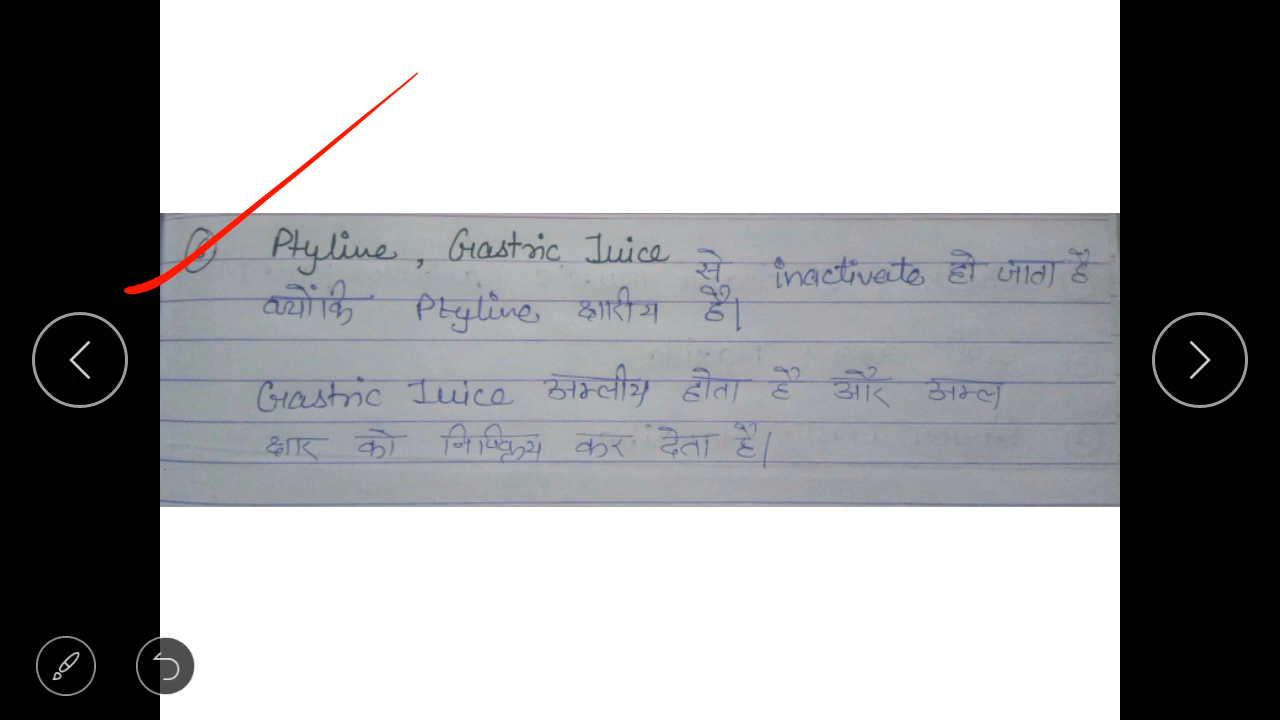 Ptyline, Gastric Juice से inactivate हो जाता है
क्योंकि Ptyline क्षारीय है।
Gastric Juice अम्लीय होता है और अम्ल
क्षार को निष्क्रिय कर देता है।